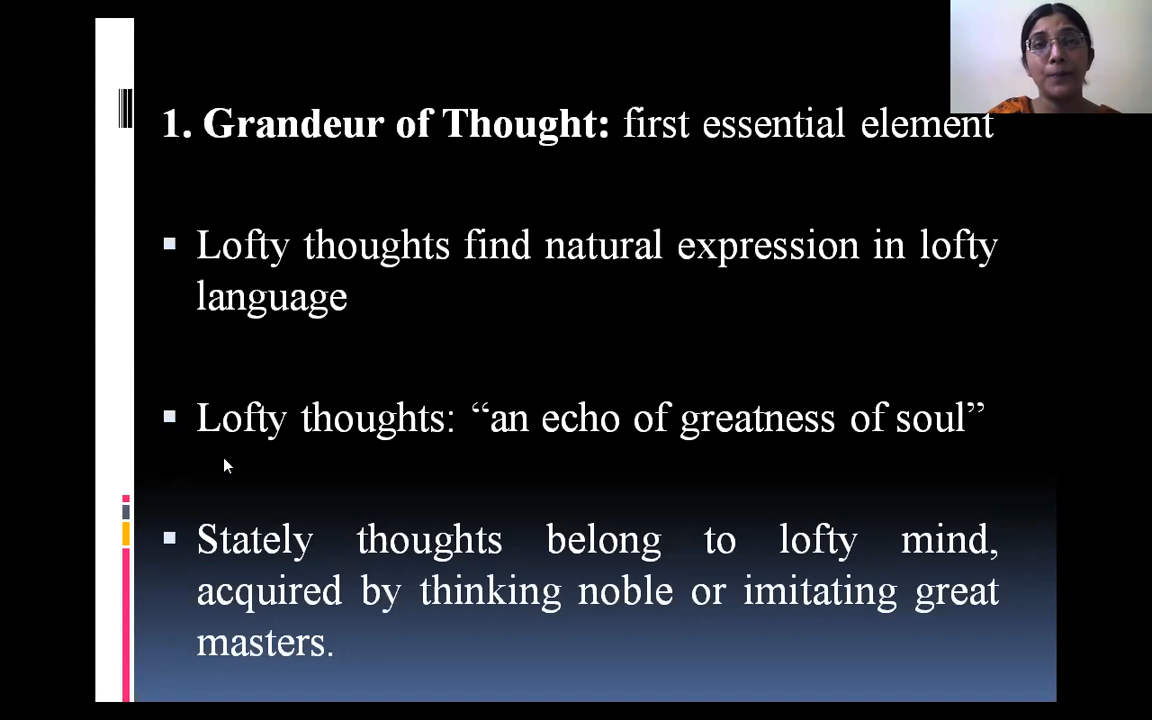 1. Grandeur of Thought: first essential element
Lofty thoughts find natural expression in lofty
language
Lofty thoughts: “an echo of greatness of soul”
Stately thoughts belong to lofty mind,
acquired by thinking noble or imitating great
masters.